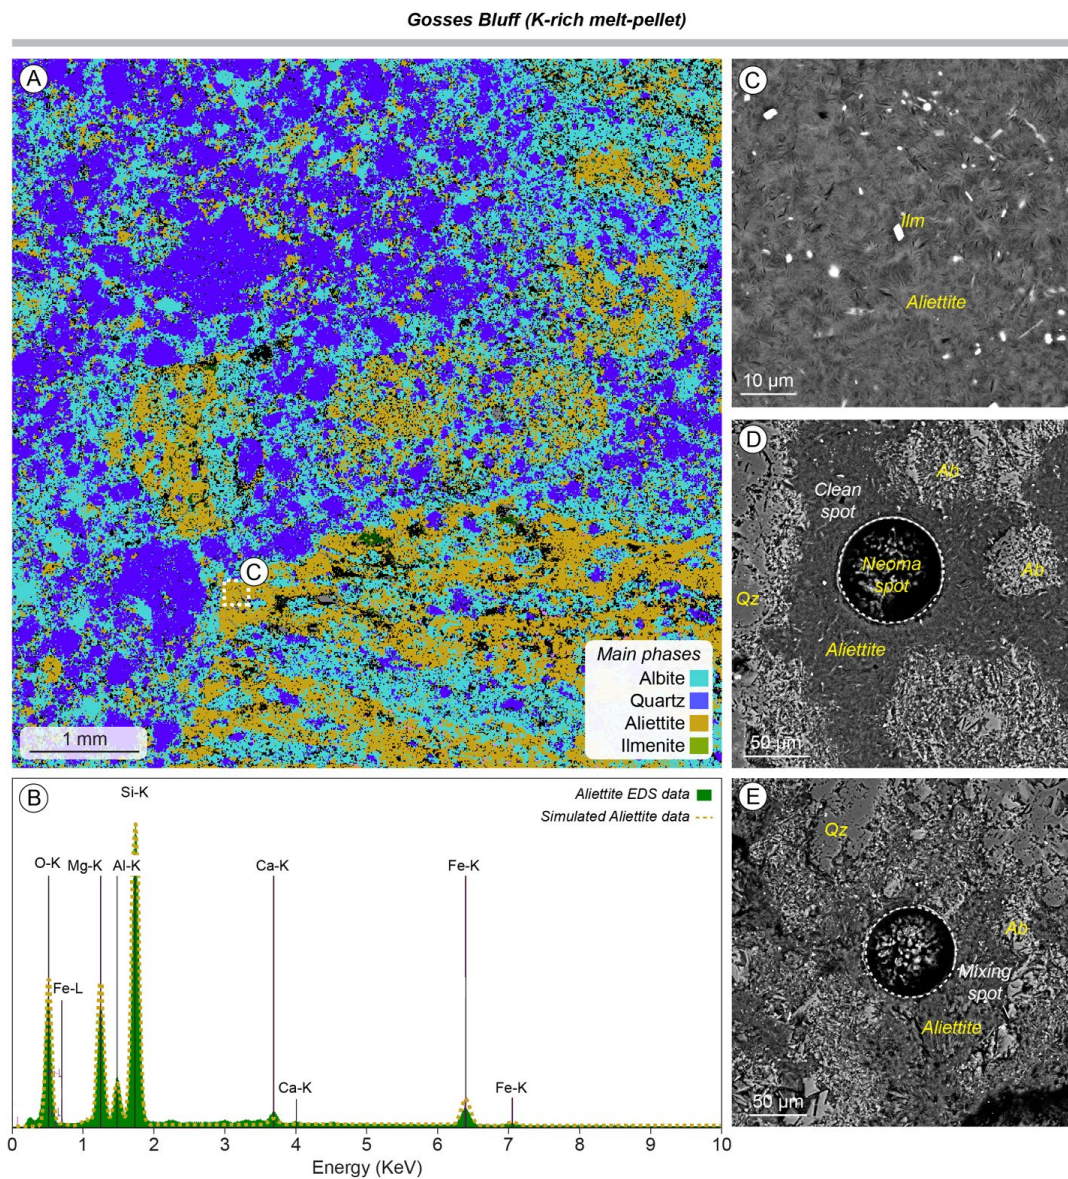 Gosses Bluff (K-rich melt-pellet)
A
C
Main phases
Albite
Quartz
Aliettite
Ilmenite
1 mm
B
Aliettite EDS data
Simulated Aliettite data
Si-K
O-K
Mg-K
Al-K
Ca-K
Fe-K
Fe-L
Ca-K
Fe-K
0 1 2 3 4 5 6 7 8 9 10
Energy (KeV)
C
Ilm
Aliettite
10 µm
D
Ab
Clean
spot
Neoma
spot
Ab
Qz
Aliettite
50 µm
E
Qz
Ab
Mixing
spot
Aliettite
50 µm